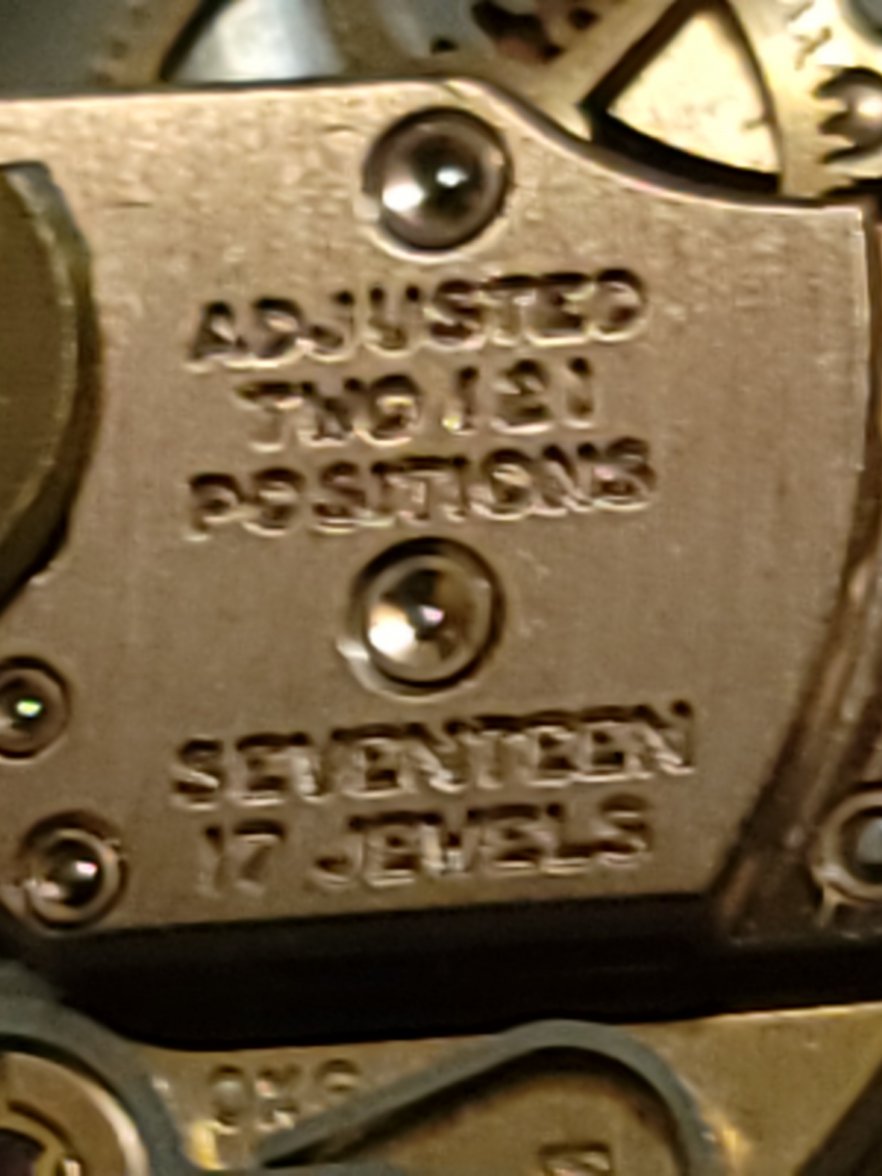 ADJUSTED
TWO (2)
POSITIONS
SEVENTEEN
17 JEWELS